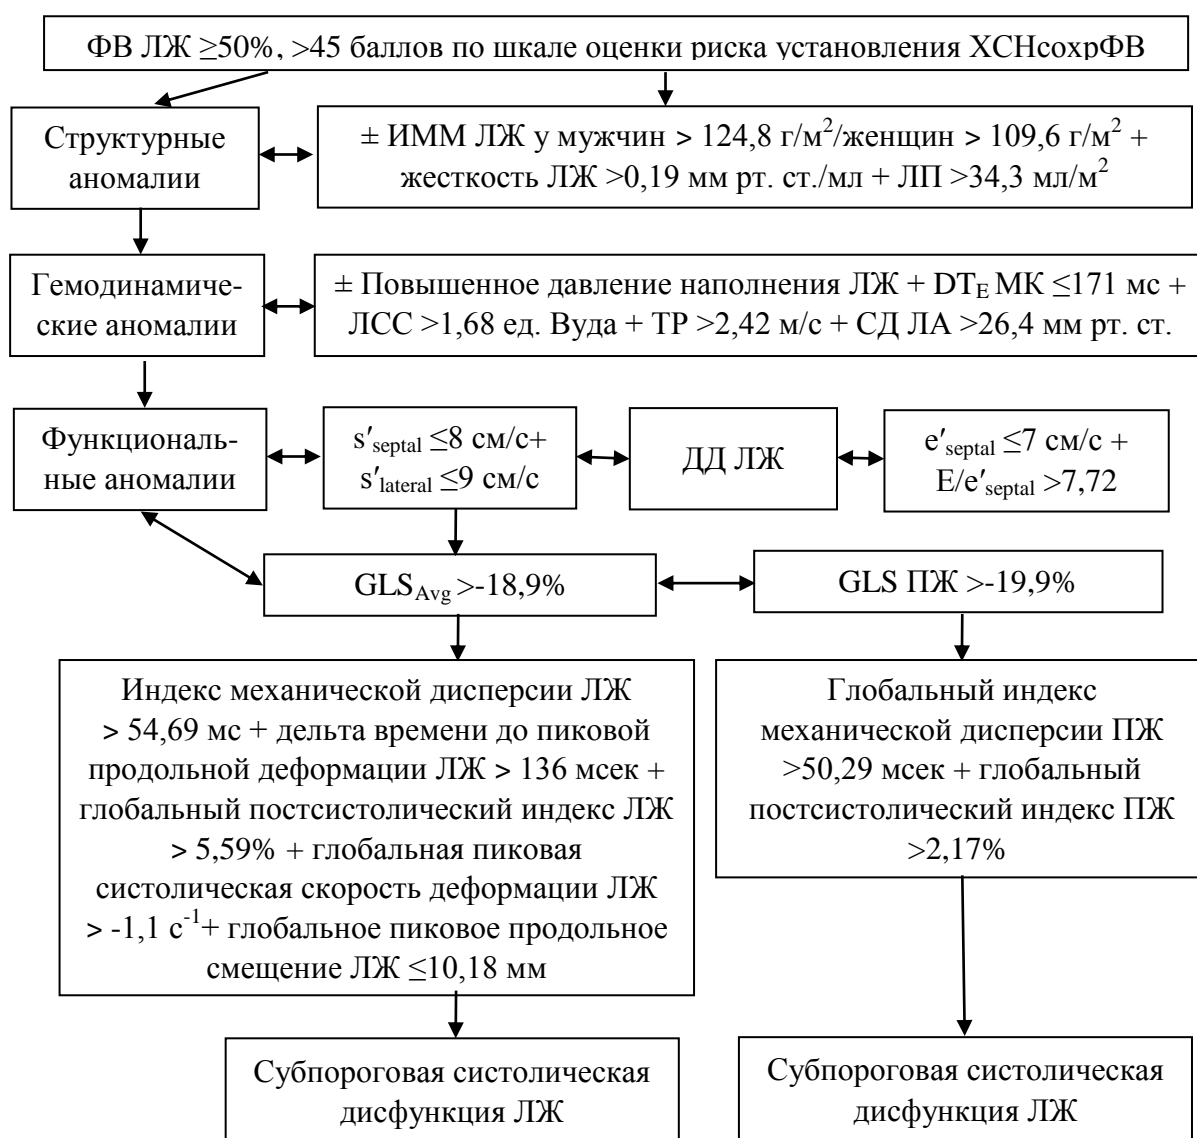 ФВ ЛЖ ≥50%, >45 баллов по шкале оценки риска установления ХСНсохрФВ
Структурные
аномалии
± ИММ ЛЖ у мужчин > 124,8 г/м²/женщин > 109,6 г/м² +
жесткость ЛЖ >0,19 мм рт. ст./мл + ЛП >34,3 мл/м²
Гемодинамиче-
ские аномалии
± Повышенное давление наполнения ЛЖ + DTE МК ≤171 мс +
ЛСС >1,68 ед. Вуда + ТР >2,42 м/с + СД ЛА >26,4 мм рт. ст.
Функциональ-
ные аномалии
s′septal ≤8 см/с+
s′lateral ≤9 см/с
ДД ЛЖ
e′septal ≤7 см/с +
E/e′septal >7,72
GLSAvg >-18,9%
GLS ПЖ >-19,9%
Индекс механической дисперсии ЛЖ
> 54,69 мс + дельта времени до пиковой
продольной деформации ЛЖ > 136 мсек +
глобальный постсистолический индекс ЛЖ
> 5,59% + глобальная пиковая
систолическая скорость деформации ЛЖ
> -1,1 с⁻¹+ глобальное пиковое продольное
смещение ЛЖ ≤10,18 мм
Глобальный индекс
механической дисперсии ПЖ
>50,29 мсек + глобальный
постсистолический индекс ПЖ
>2,17%
Субпороговая систолическая
дисфункция ЛЖ
Субпороговая систолическая
дисфункция ЛЖ